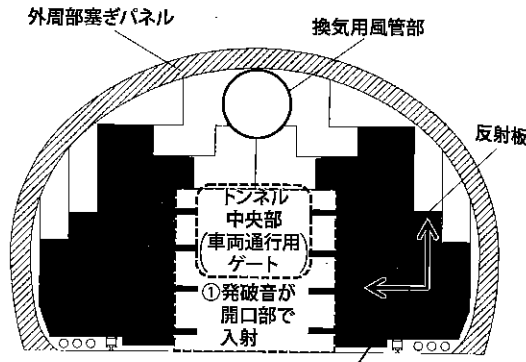 外周部塞ぎパネル
換気用風管部
反射板
トンネル
中央部
(車両通行用)
ゲート
①発破音が
開口部で
入射